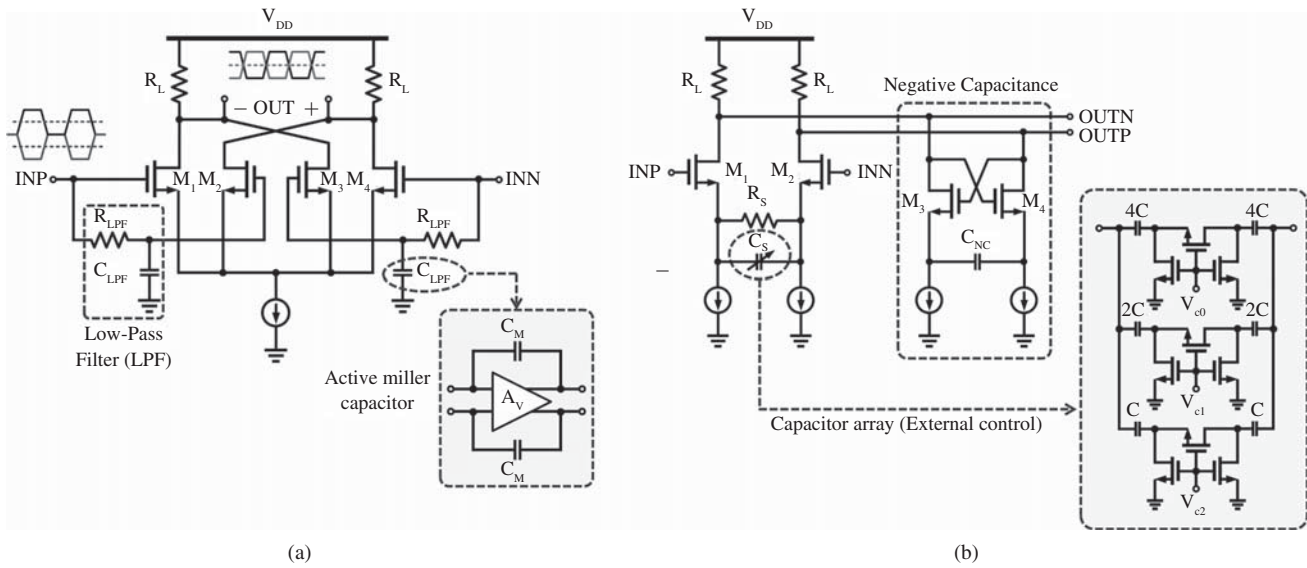 V_DD
R_L
R_L
− OUT +
INP
M_1 M_2
M_3 M_4
INN
R_LPF
R_LPF
C_LPF
C_LPF
Low-Pass
Filter (LPF)
Active miller
capacitor
C_M
A_V
C_M
(a)
V_DD
R_L
R_L
Negative Capacitance
OUTN
OUTP
INP
M_1
M_2
INN
R_S
C_S
−
M_3
M_4
C_NC
Capacitor array (External control)
4C
4C
V_c0
2C
2C
V_c1
C
C
V_c2
(b)